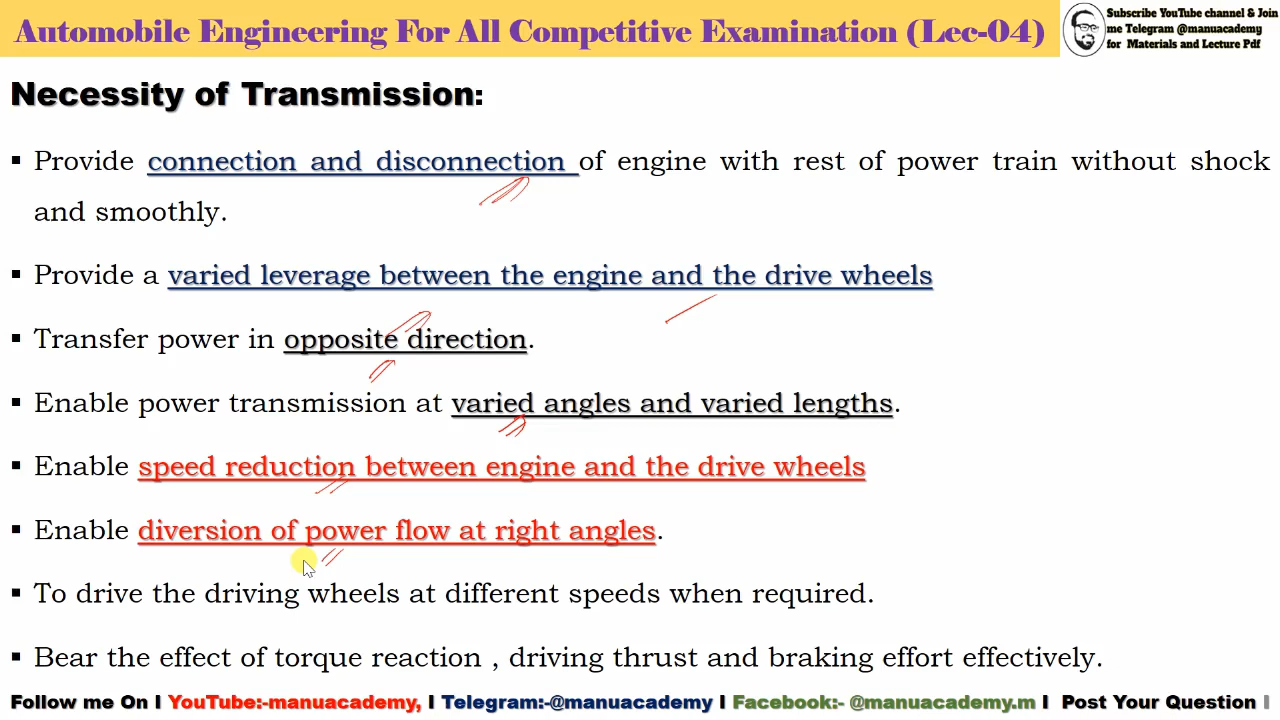 Automobile Engineering For All Competitive Examination (Lec-04)
Subscribe YouTube channel & Join
me Telegram @manuacademy
for Materials and Lecture Pdf
Necessity of Transmission:
▪ Provide connection and disconnection of engine with rest of power train without shock
and smoothly.
▪ Provide a varied leverage between the engine and the drive wheels
▪ Transfer power in opposite direction.
▪ Enable power transmission at varied angles and varied lengths.
▪ Enable speed reduction between engine and the drive wheels
▪ Enable diversion of power flow at right angles.
▪ To drive the driving wheels at different speeds when required.
▪ Bear the effect of torque reaction , driving thrust and braking effort effectively.
Follow me On I YouTube:-manuacademy, I Telegram:-@manuacademy I Facebook:- @manuacademy.m I Post Your Question I